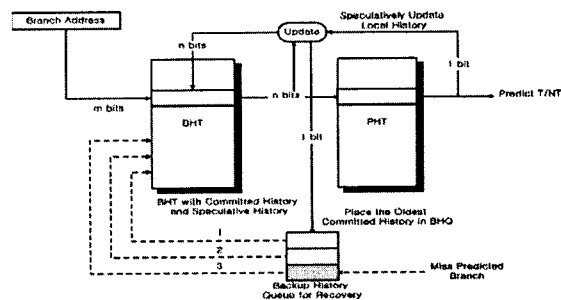 Branch Address
Speculatively Update
Local History
Update
n bits
1 bit
m bits
n bits
Predict T/NT
BHT
PHT
1 bit
BHT with Committed History
and Speculative History
Place the Oldest
Committed History in BHQ
1
2
3
Miss Predicted
Branch
Backup History
Queue for Recovery